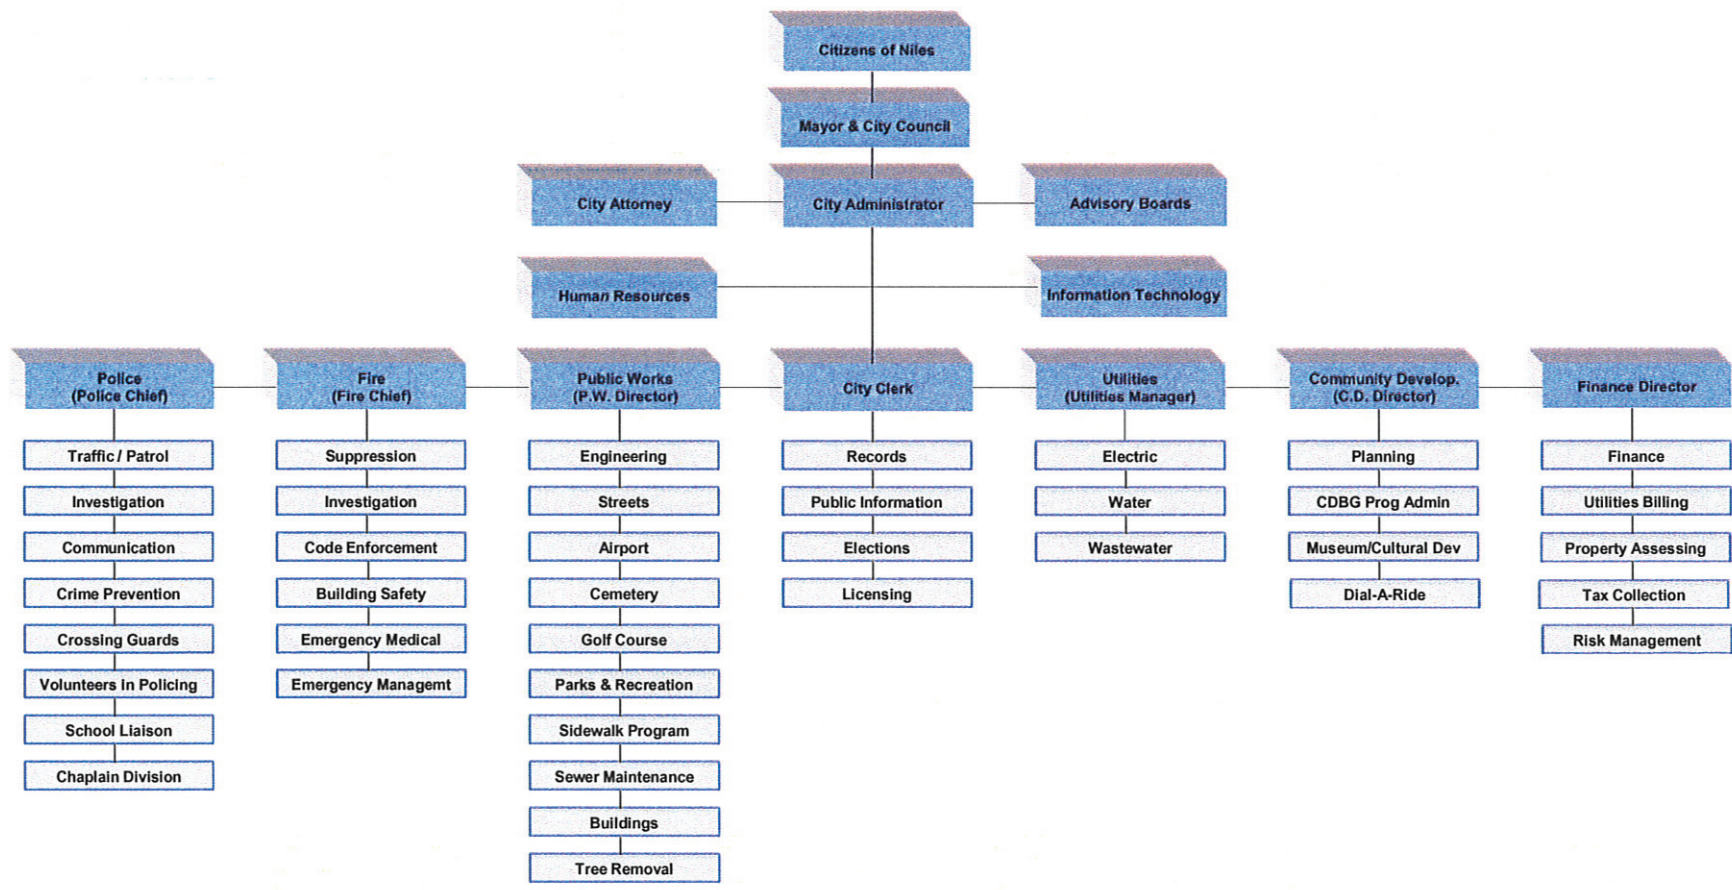 Citizens of Niles
Mayor & City Council
City Attorney
City Administrator
Advisory Boards
Human Resources
Information Technology
Police
(Police Chief)
Fire
(Fire Chief)
Public Works
(P.W. Director)
City Clerk
Utilities
(Utilities Manager)
Community Develop.
(C.D. Director)
Finance Director
Traffic / Patrol
Investigation
Communication
Crime Prevention
Crossing Guards
Volunteers in Policing
School Liaison
Chaplain Division
Suppression
Investigation
Code Enforcement
Building Safety
Emergency Medical
Emergency Managemt
Engineering
Streets
Airport
Cemetery
Golf Course
Parks & Recreation
Sidewalk Program
Sewer Maintenance
Buildings
Tree Removal
Records
Public Information
Elections
Licensing
Electric
Water
Wastewater
Planning
CDBG Prog Admin
Museum/Cultural Dev
Dial-A-Ride
Finance
Utilities Billing
Property Assessing
Tax Collection
Risk Management